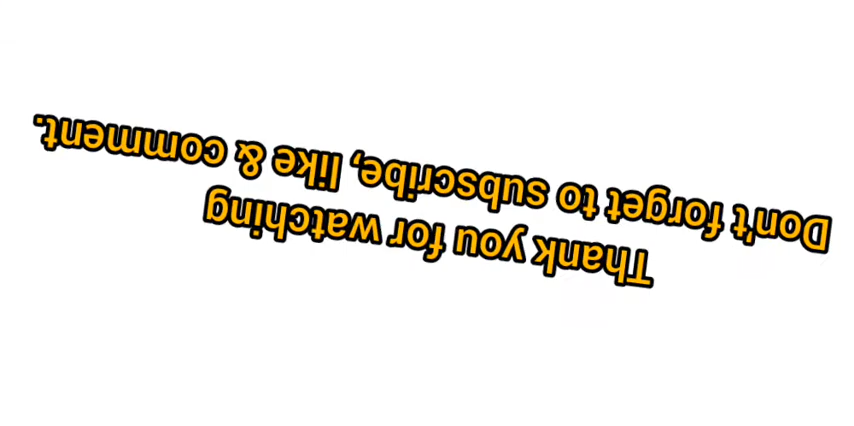 Thank you for watching
Don't forget to subscribe, like & comment.